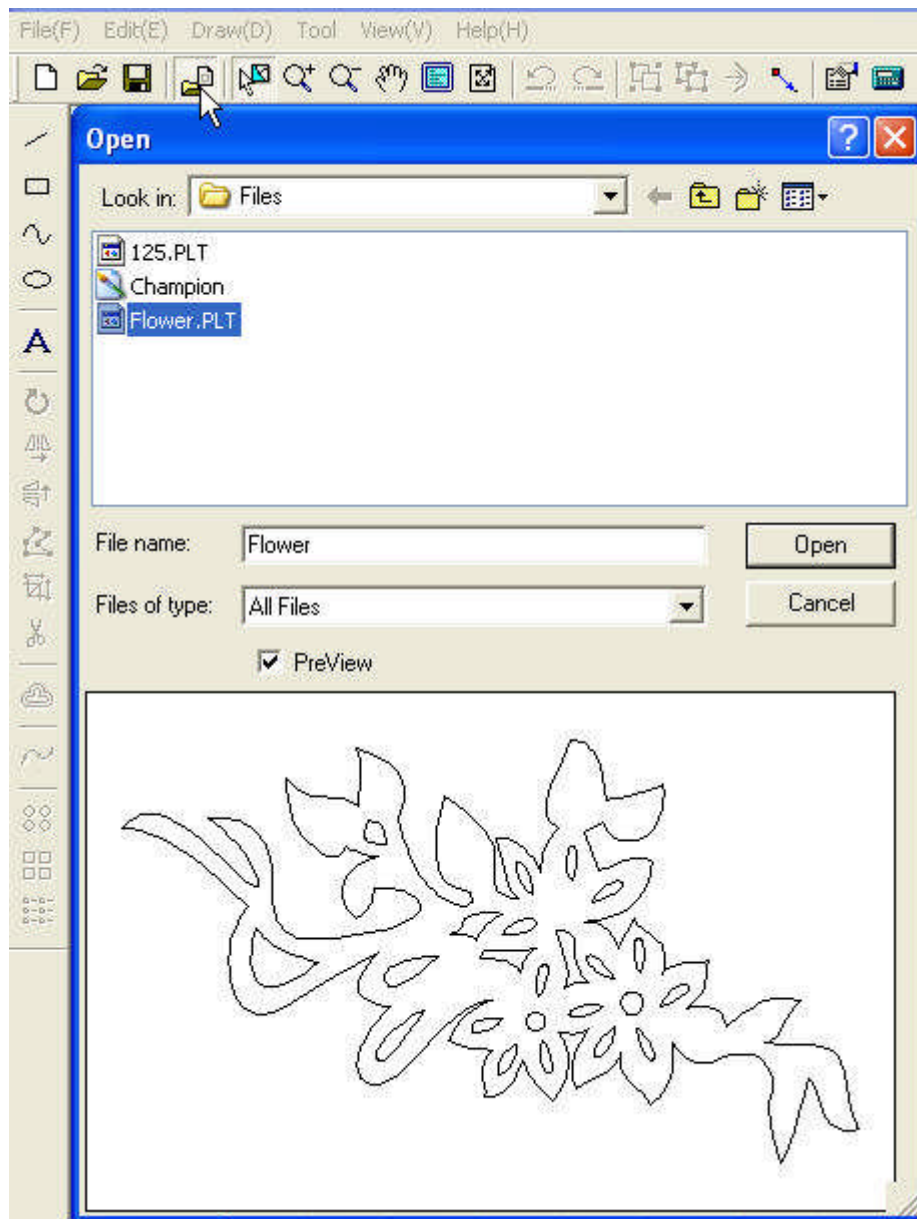 File(F) Edit(E) Draw(D) Tool View(V) Help(H)
Open
Look in: Files
125.PLT
Champion
Flower.PLT
A
File name: Flower Open
Files of type: All Files Cancel
PreView